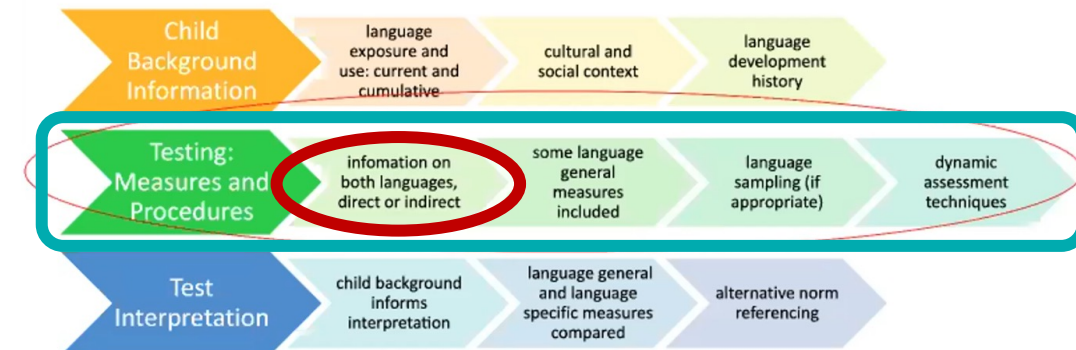 Child
Background
Information
language
exposure and
use: current and
cumulative
cultural and
social context
language
development
history
Testing:
Measures and
Procedures
infomation on
both languages,
direct or indirect
some language
general
measures
included
language
sampling (if
appropriate)
dynamic
assessment
techniques
Test
Interpretation
child background
informs
interpretation
language general
and language
specific measures
compared
alternative norm
referencing